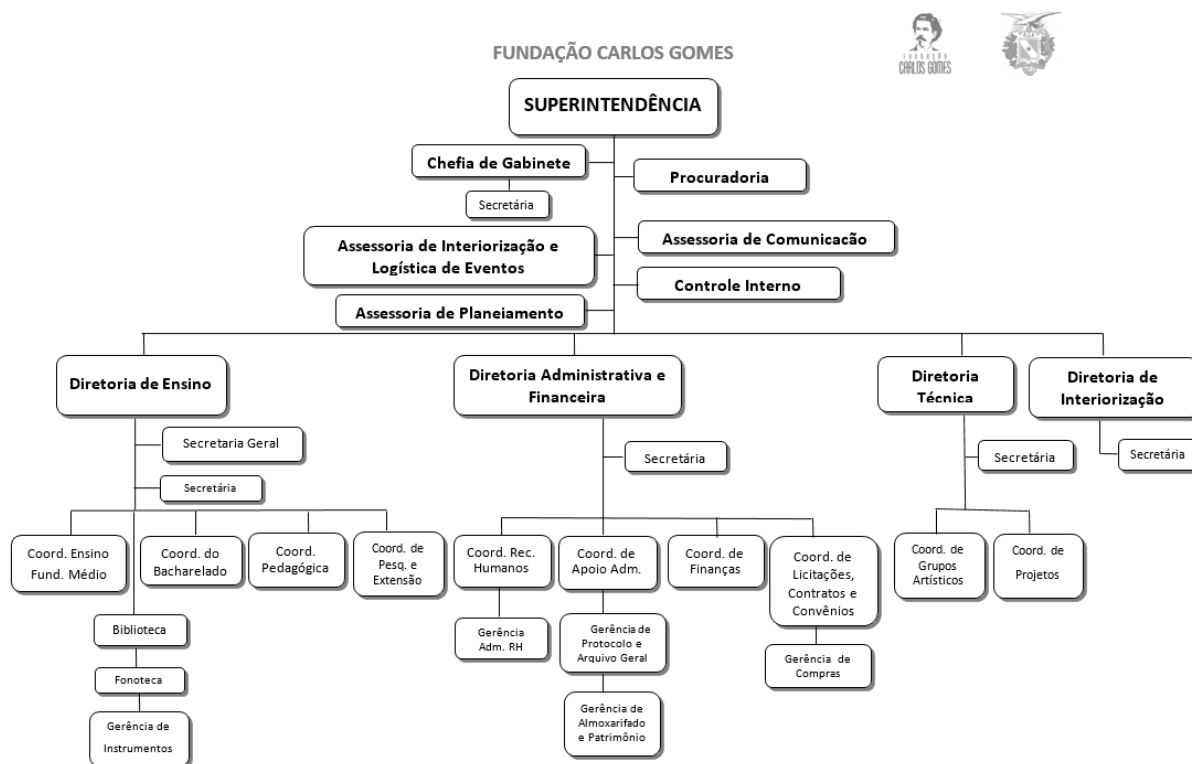 FUNDAÇÃO CARLOS GOMES
FUNDAÇÃO
CARLOS GOMES
SUPERINTENDÊNCIA
Chefia de Gabinete
Procuradoria
Secretária
Assessoria de Interiorização e
Logística de Eventos
Assessoria de Comunicacão
Controle Interno
Assessoria de Planeiamento
Diretoria de Ensino
Diretoria Administrativa e
Financeira
Diretoria
Técnica
Diretoria de
Interiorização
Secretaria Geral
Secretária
Secretária
Secretária
Secretária
Coord. Ensino
Fund. Médio
Coord. do
Bacharelado
Coord.
Pedagógica
Coord. de
Pesq. e
Extensão
Coord. Rec.
Humanos
Coord. de
Apoio Adm.
Coord. de
Finanças
Coord. de
Licitações,
Contratos e
Convênios
Coord. de
Grupos
Artísticos
Coord. de
Projetos
Biblioteca
Fonoteca
Gerência de
Instrumentos
Gerência
Adm. RH
Gerência de
Protocolo e
Arquivo Geral
Gerência de
Almoxarifado
e Patrimônio
Gerência de
Compras